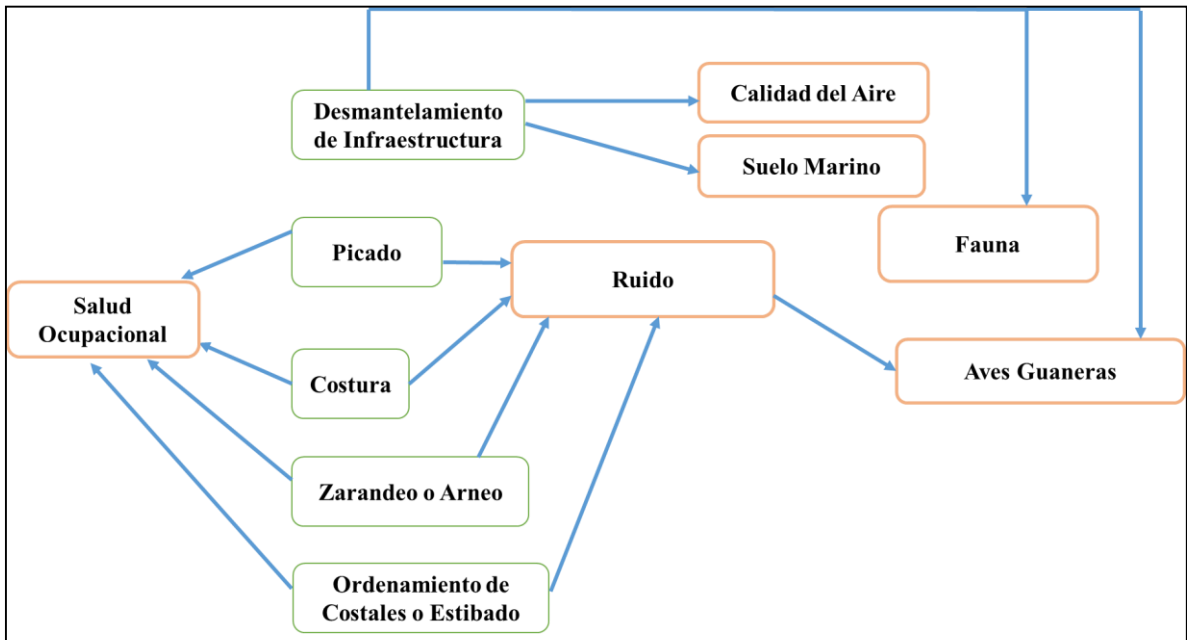 Desmantelamiento
de Infraestructura
Calidad del Aire
Suelo Marino
Fauna
Picado
Ruido
Salud
Ocupacional
Costura
Aves Guaneras
Zarandeo o Arneo
Ordenamiento de
Costales o Estibado